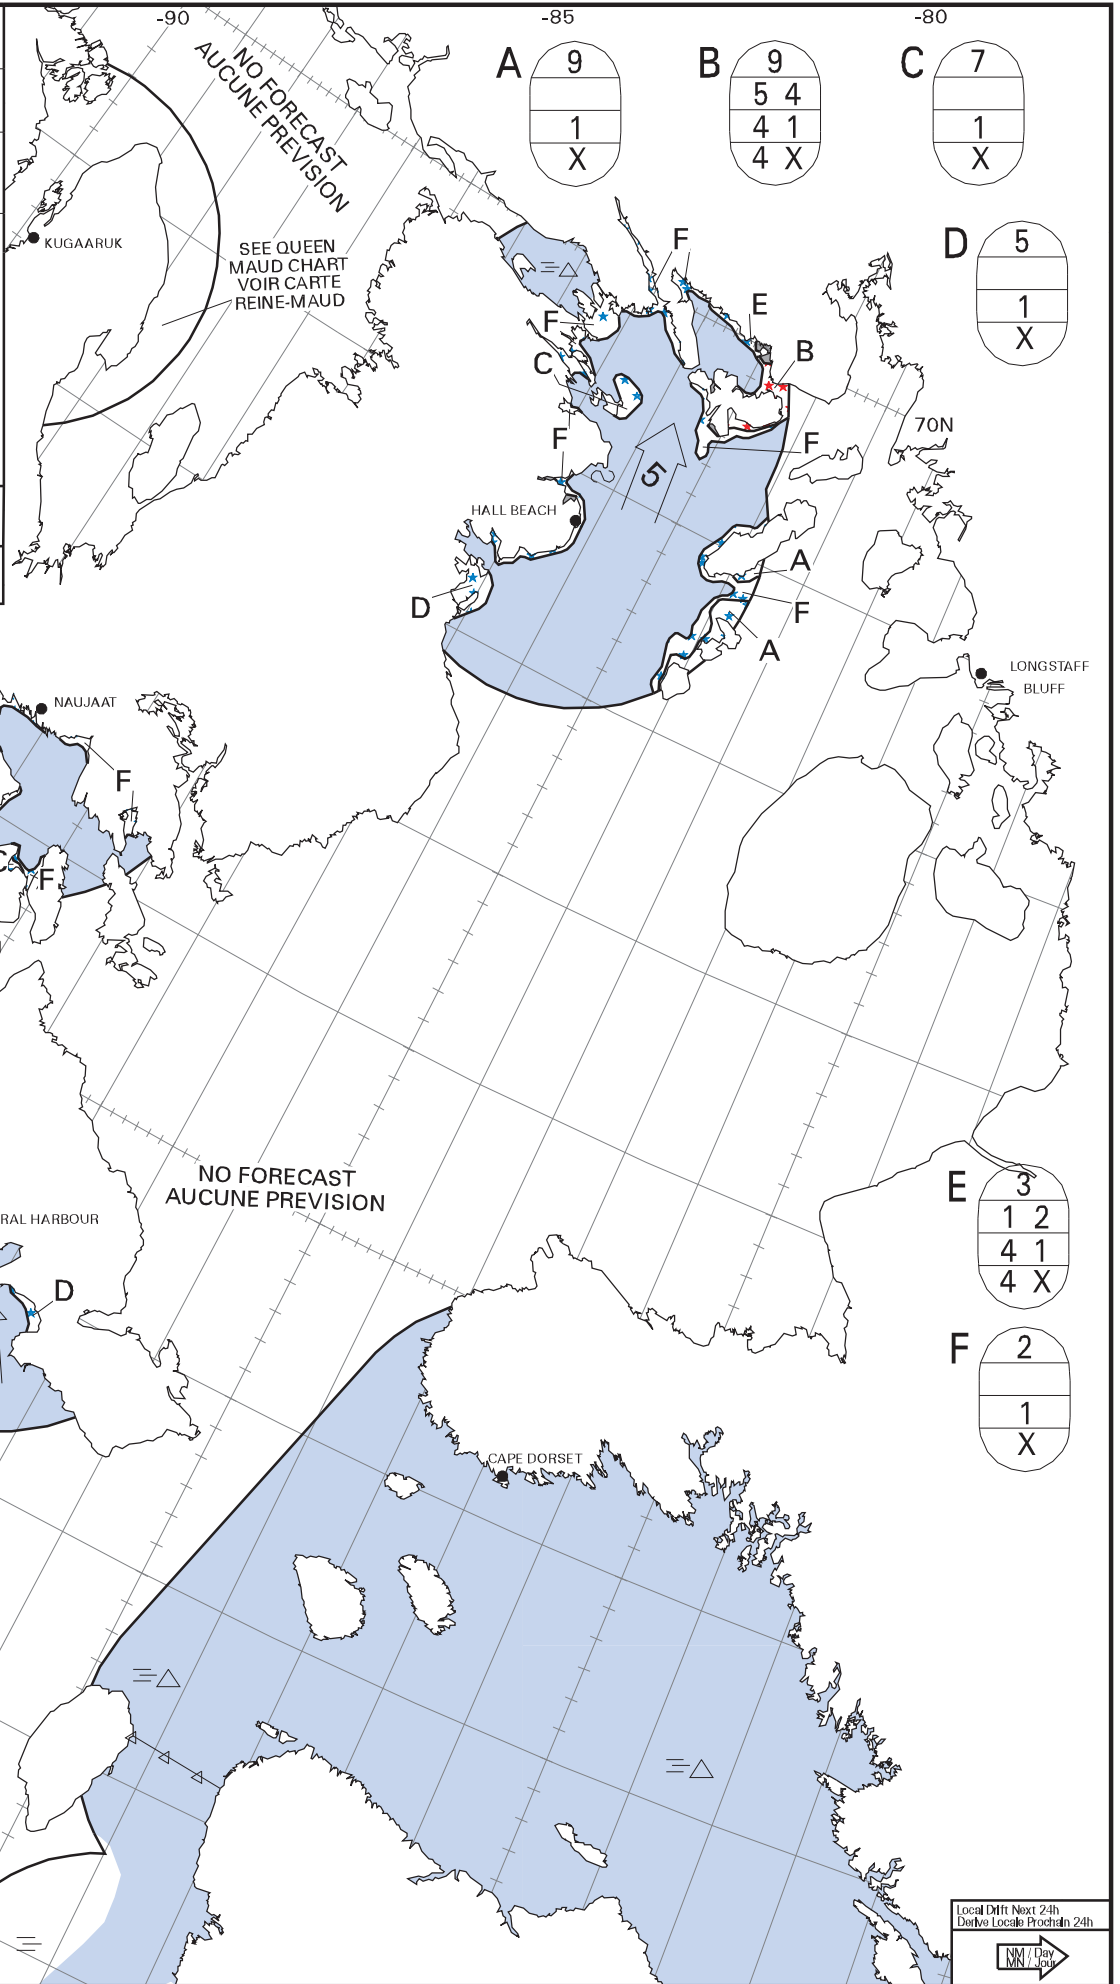 -90
-85
-80
NO FORECAST
AUCUNE PREVISION
A
9
1
X
B
9
5 4
4 1
4 X
C
7
1
X
D
5
1
X
KUGAARUK
SEE QUEEN
MAUD CHART
VOIR CARTE
REINE-MAUD
F
E
F
B
C
70N
F
F
5
HALL BEACH
A
F
D
A
LONGSTAFF
BLUFF
NAUJAAT
F
C
F
NO FORECAST
AUCUNE PREVISION
E
3
1 2
4 1
4 X
RAL HARBOUR
D
F
2
1
X
CAPE DORSET
Local Drift Next 24h
Derive Locale Prochain 24h
NM / Day
MN / Jour